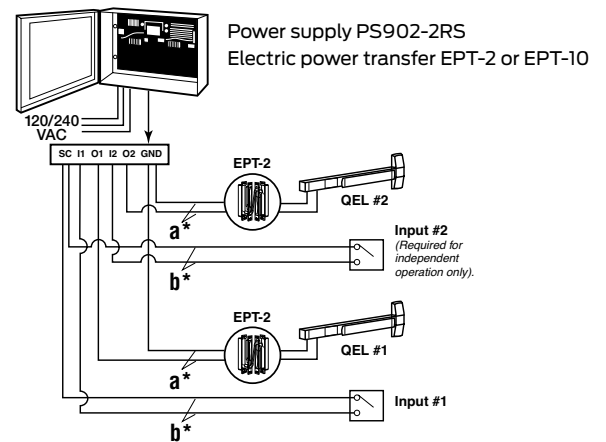 Power supply PS902-2RS
Electric power transfer EPT-2 or EPT-10
120/240
VAC
SC I1 O1 I2 O2 GND
EPT-2
QEL #2
a*
Input #2
(Required for
independent
operation only).
b*
EPT-2
QEL #1
a*
Input #1
b*